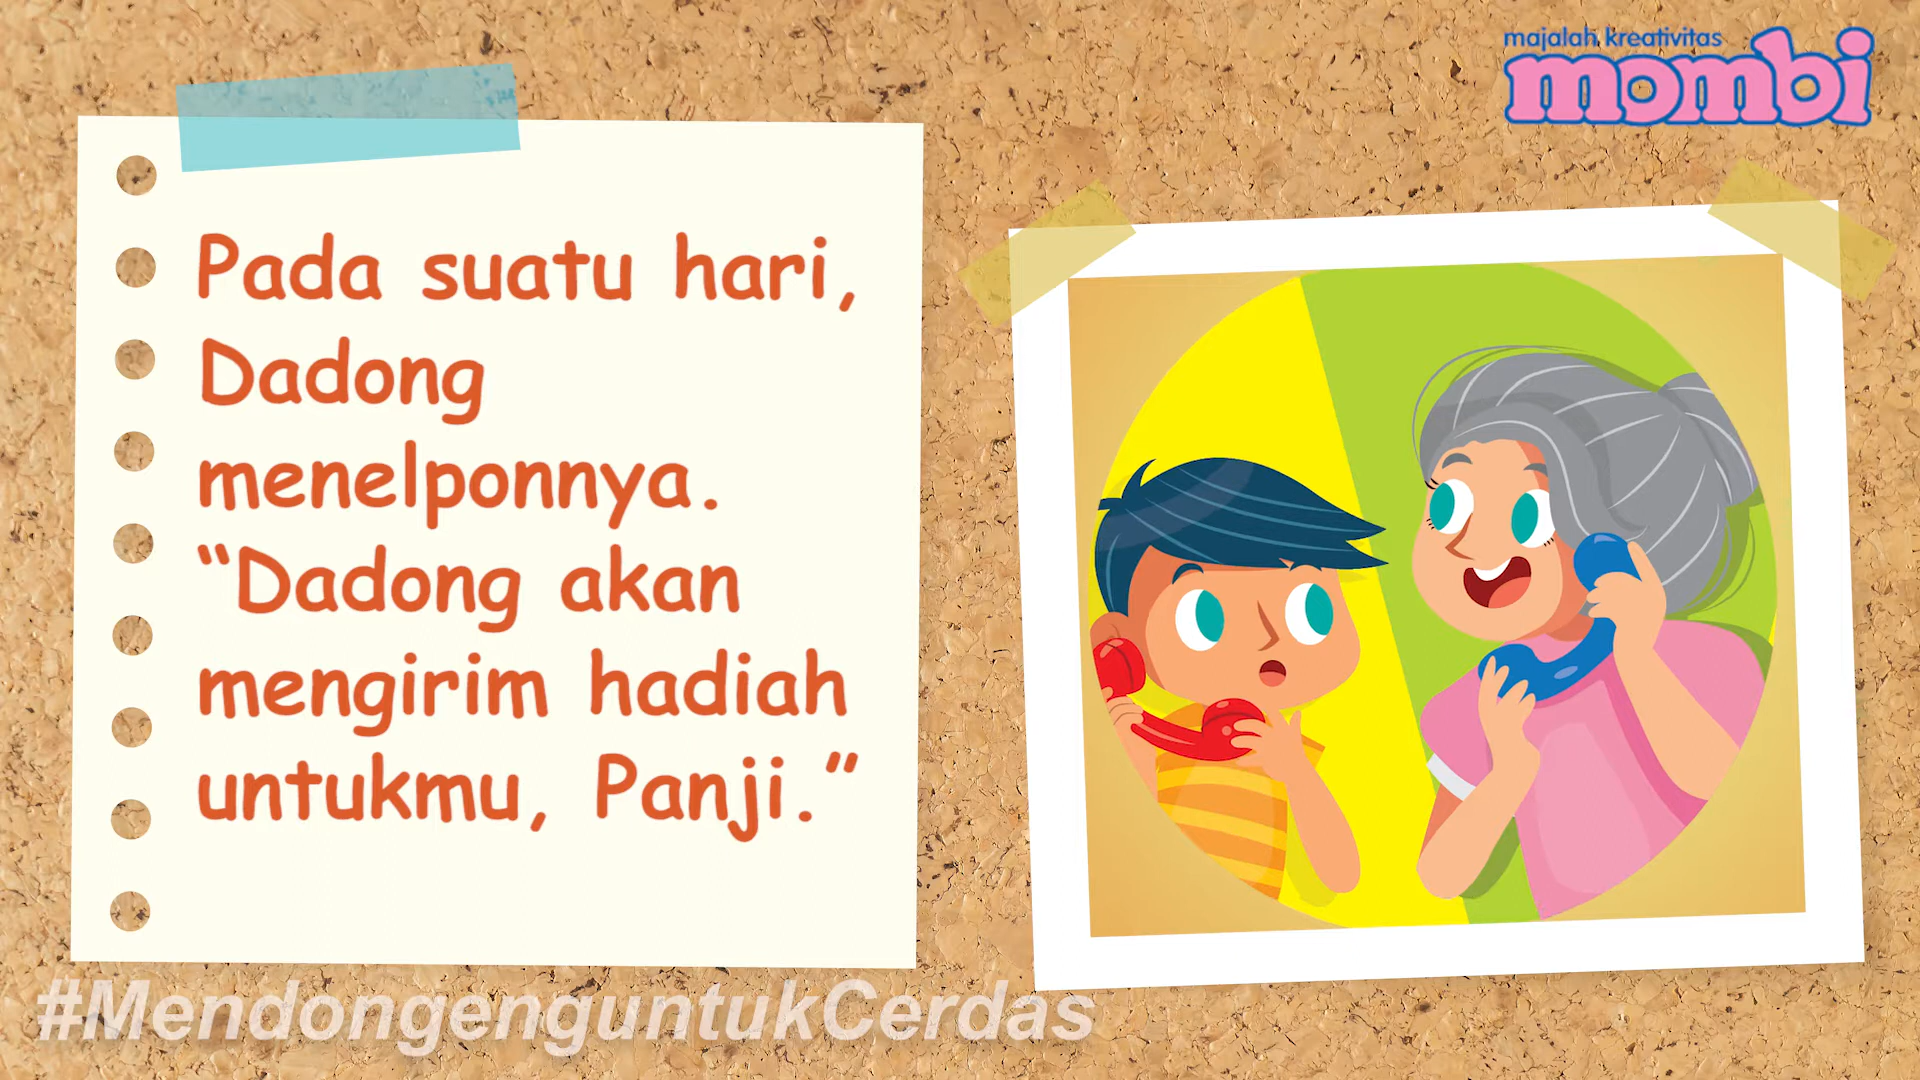 majalah kreativitas
mombi
Pada suatu hari,
Dadong
menelponnya.
“Dadong akan
mengirim hadiah
untukmu, Panji.”
#MendongenguntukCerdas